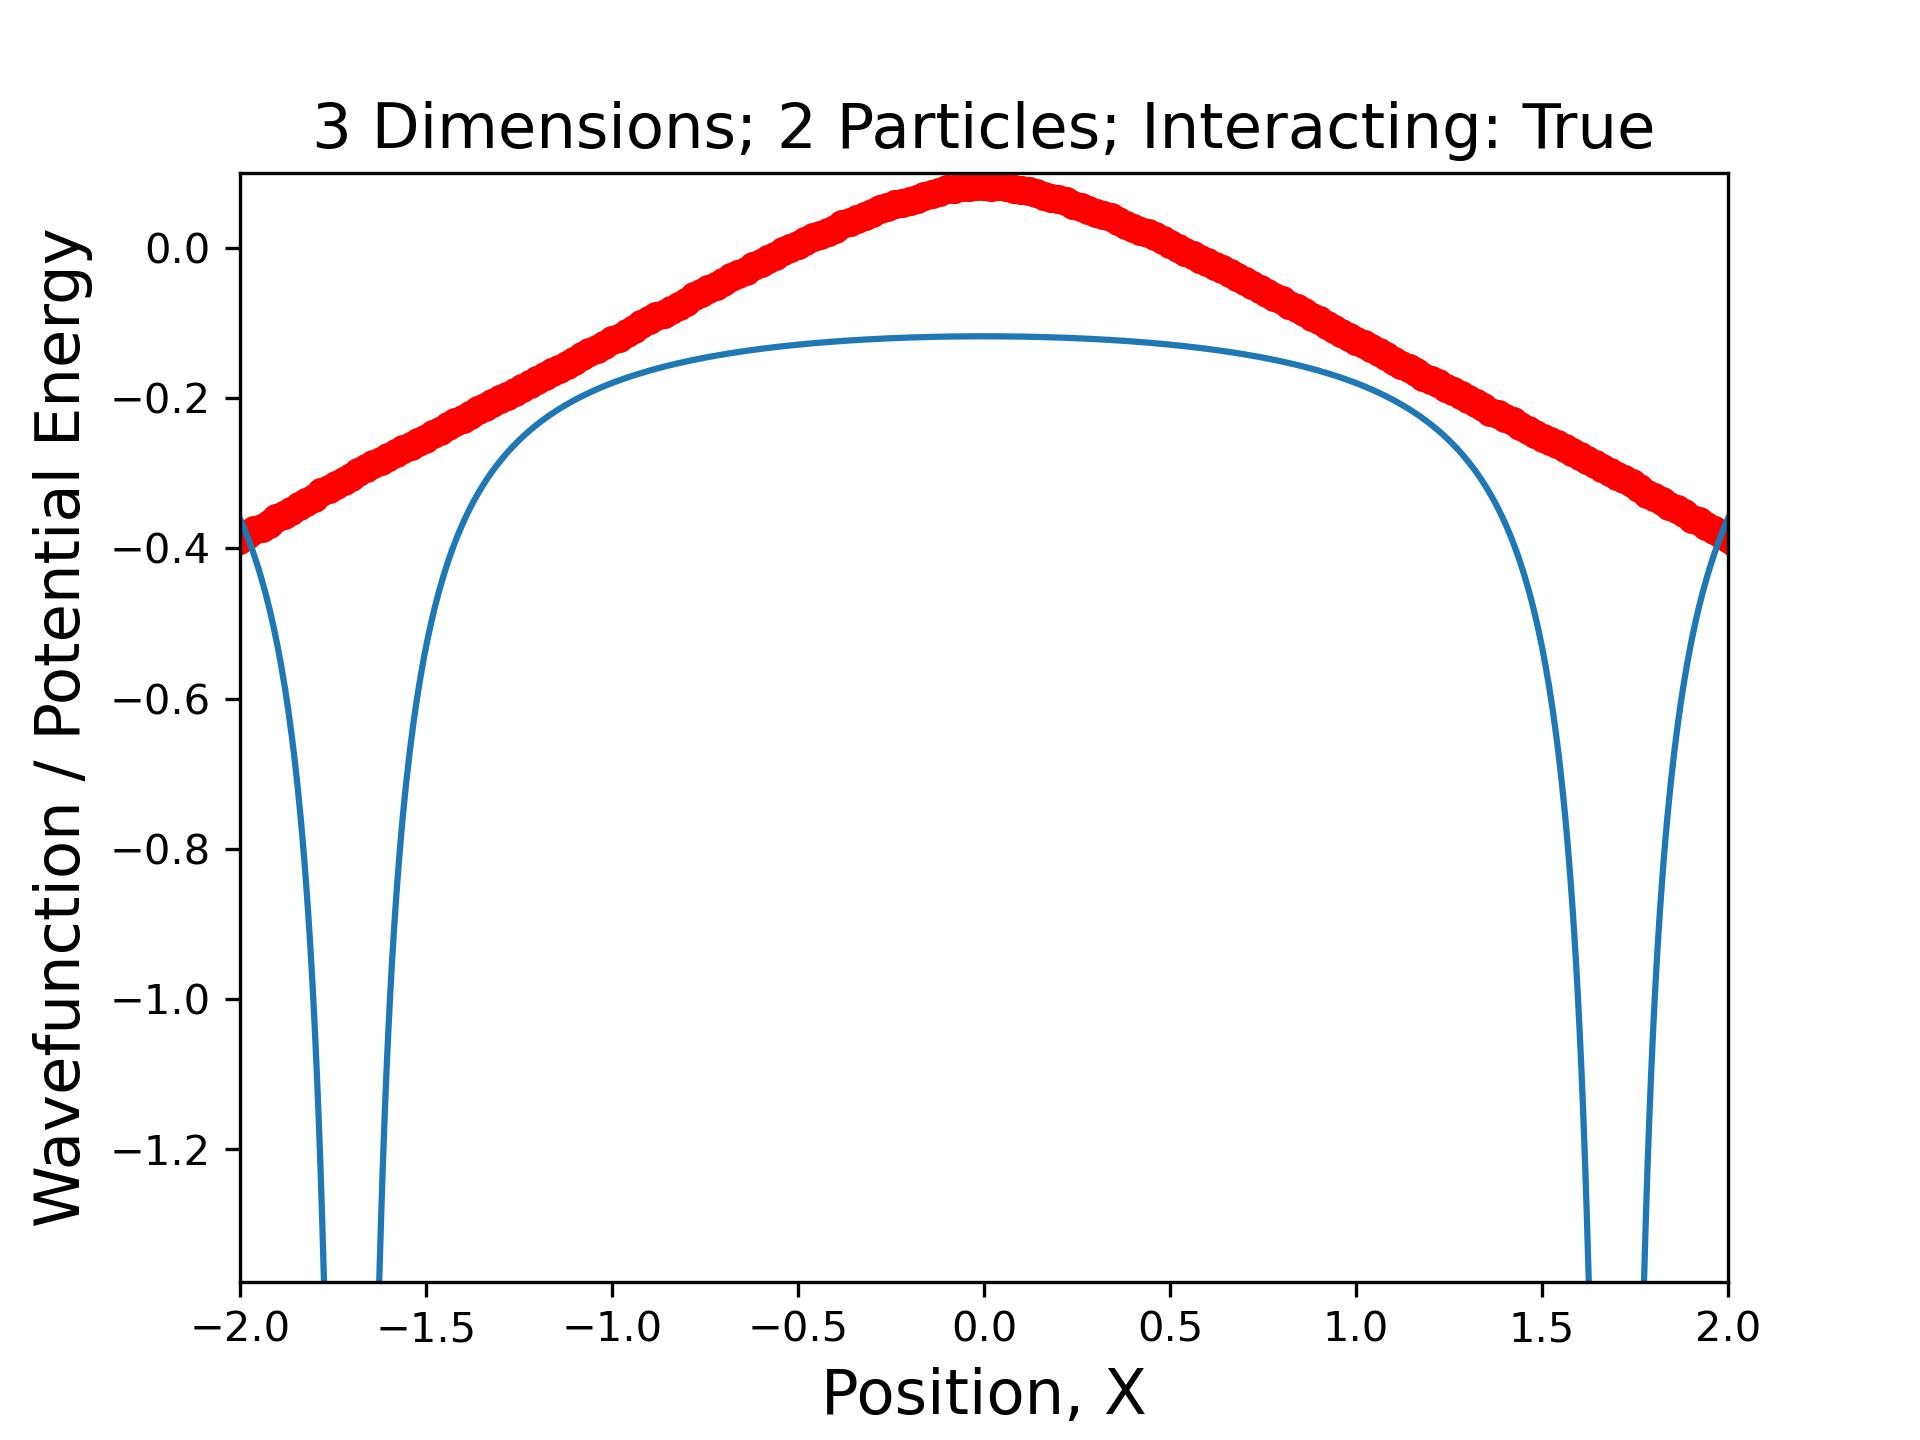 3 Dimensions; 2 Particles; Interacting: True
Wavefunction / Potential Energy
0.0
−0.2
−0.4
−0.6
−0.8
−1.0
−1.2
−2.0 −1.5 −1.0 −0.5 0.0 0.5 1.0 1.5 2.0
Position, X